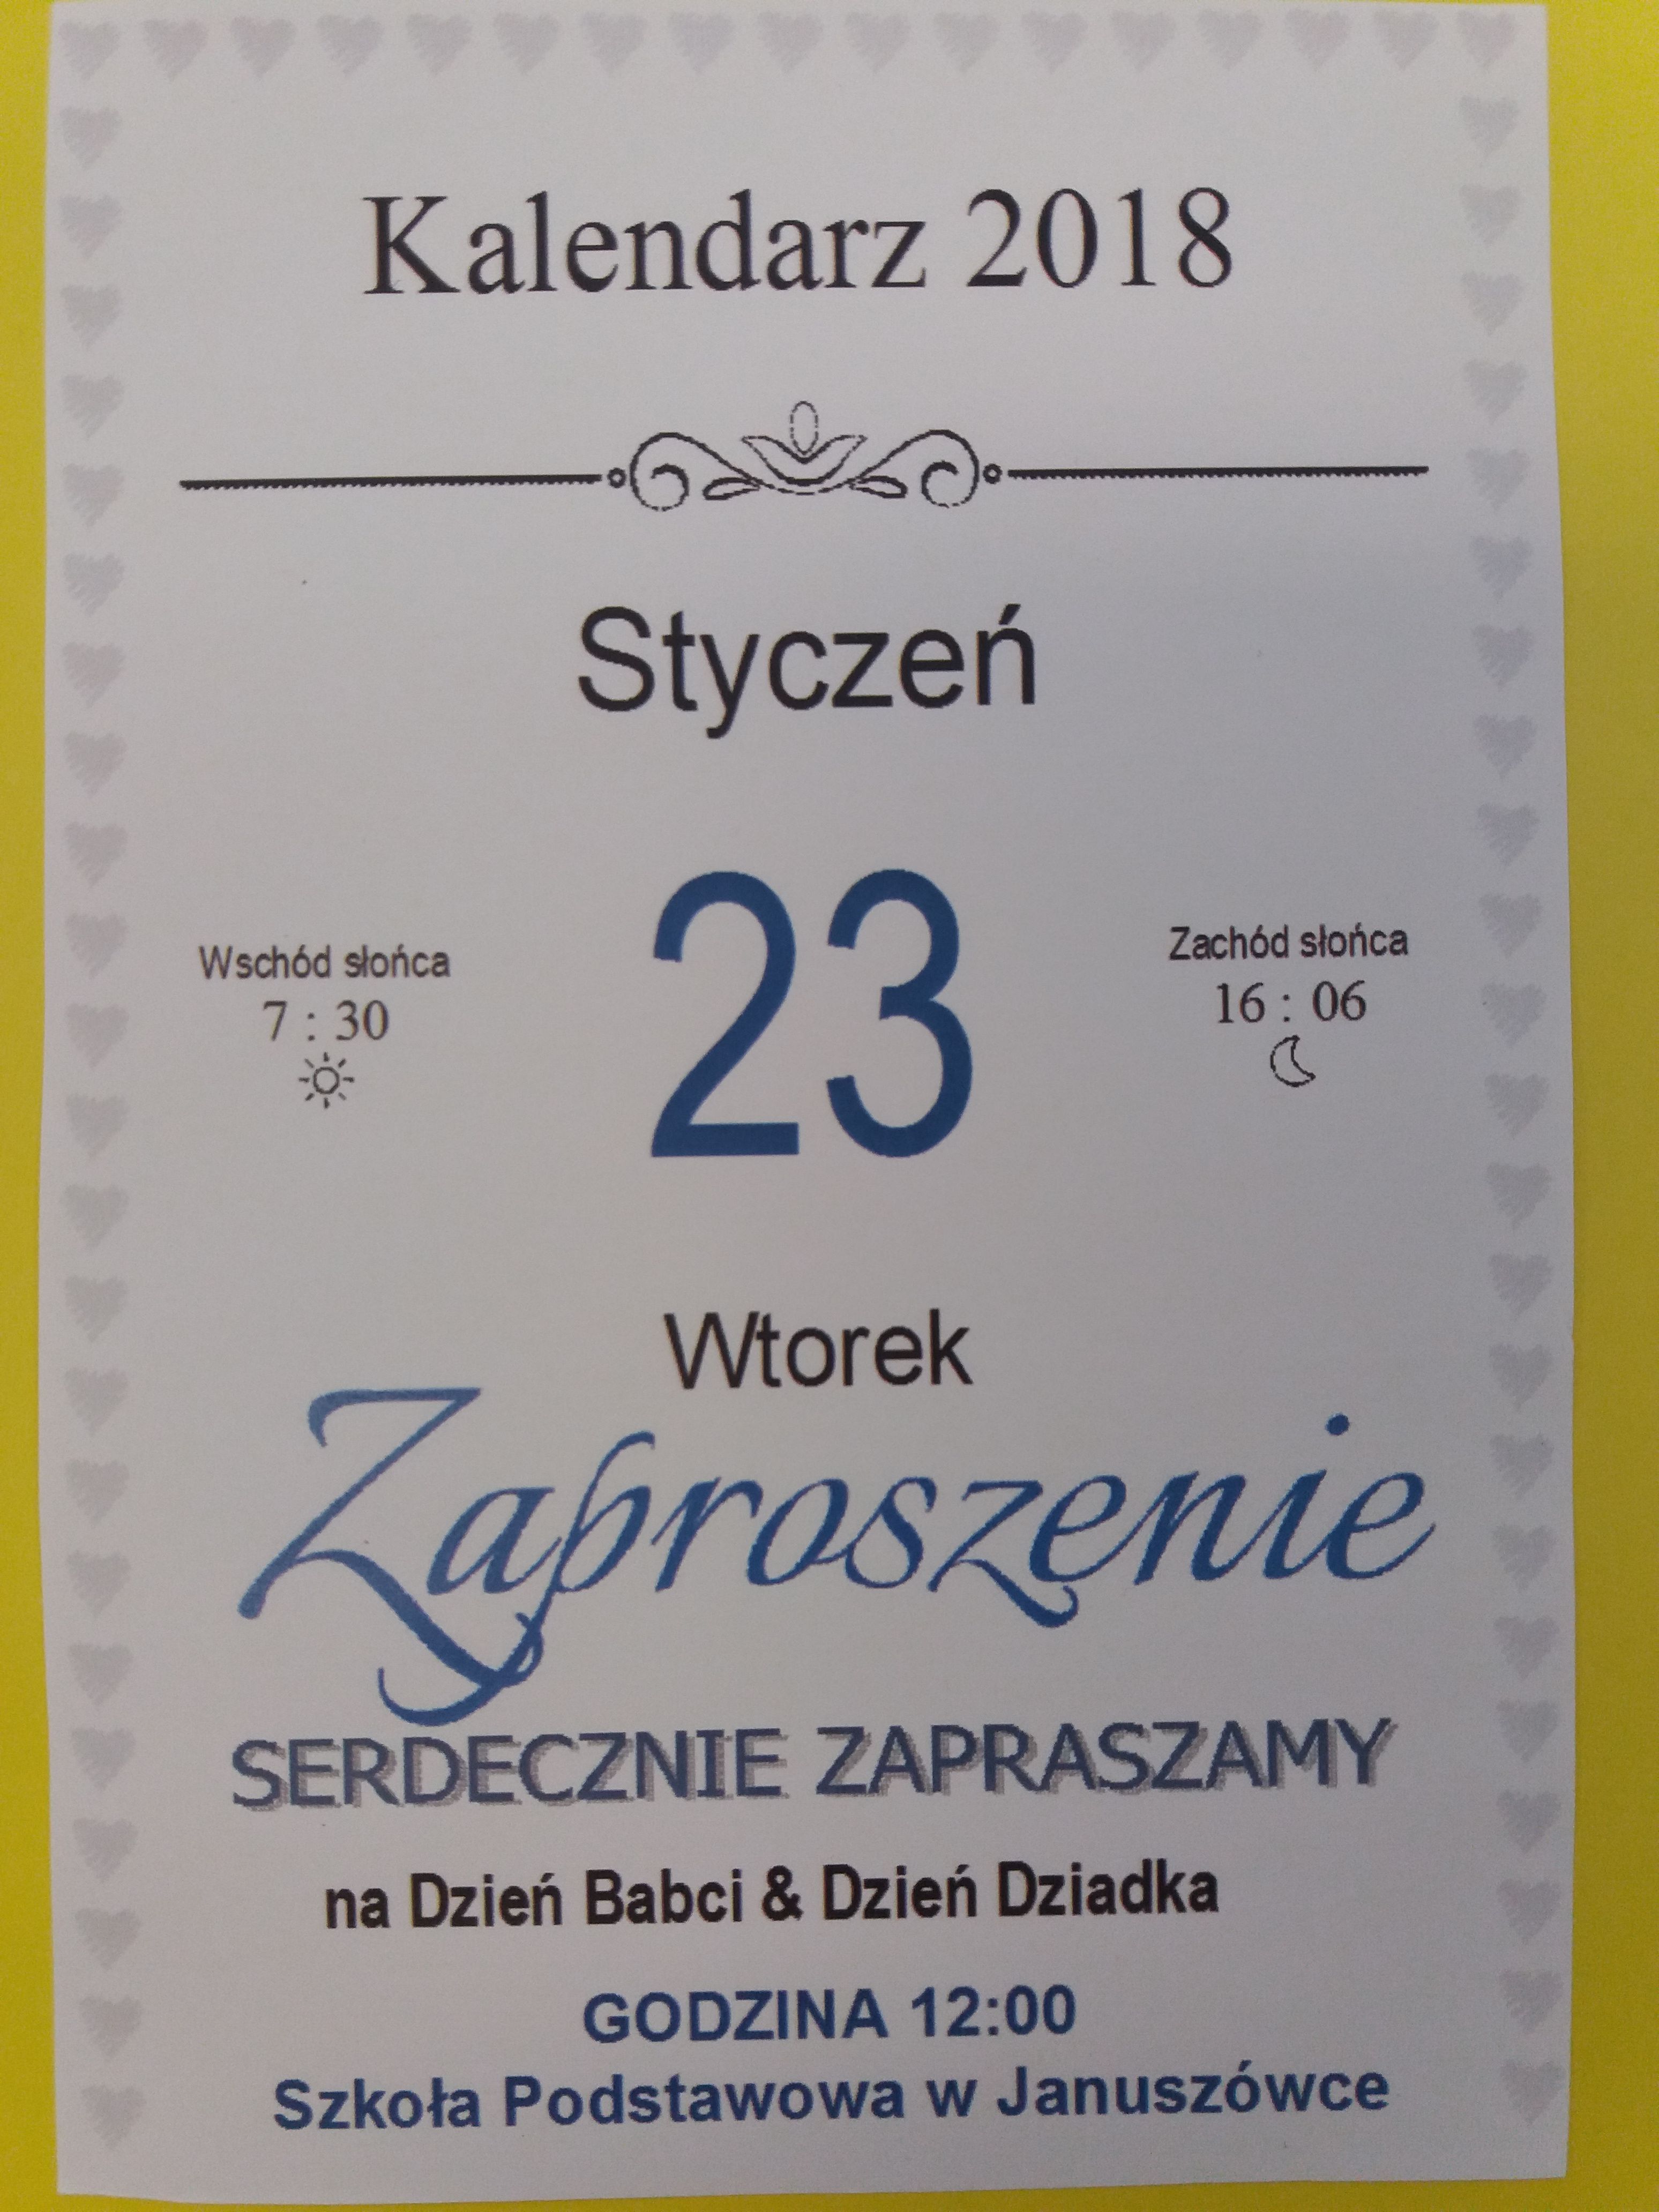 Kalendarz 2018
Styczeń
Wschód słońca
7 : 30
23
Zachód słońca
16 : 06
Wtorek
Zaproszenie
SERDECZNIE ZAPRASZAMY
na Dzień Babci & Dzień Dziadka
GODZINA 12:00
Szkoła Podstawowa w Januszówce